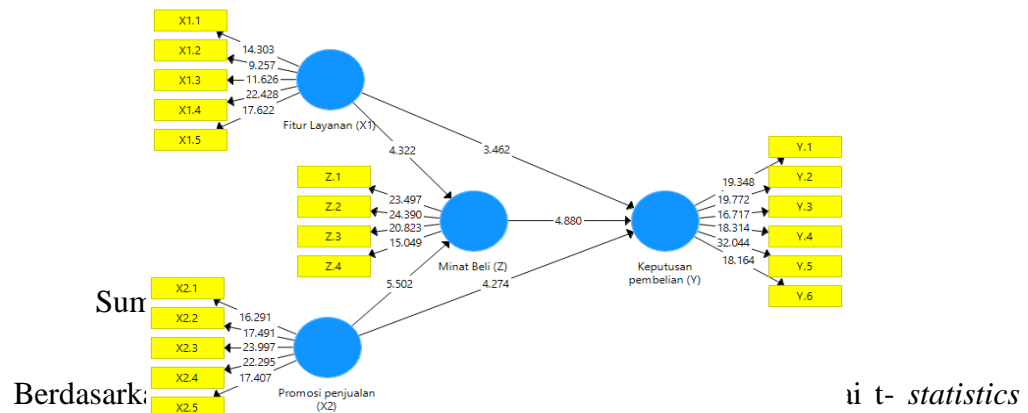 X1.1
X1.2
X1.3
X1.4
X1.5
14.303
9.257
11.626
22.428
17.622
Fitur Layanan (X1)
4.322
3.462
Z.1
Z.2
Z.3
Z.4
23.497
24.390
20.823
15.049
Minat Beli (Z)
4.880
Y.1
Y.2
Y.3
Y.4
Y.5
Y.6
19.348
19.772
16.717
18.314
32.044
18.164
Keputusan
pembelian (Y)
5.502
4.274
X2.1
X2.2
X2.3
X2.4
X2.5
16.291
17.491
23.997
22.295
17.407
Promosi penjualan
(X2)
t- statistics